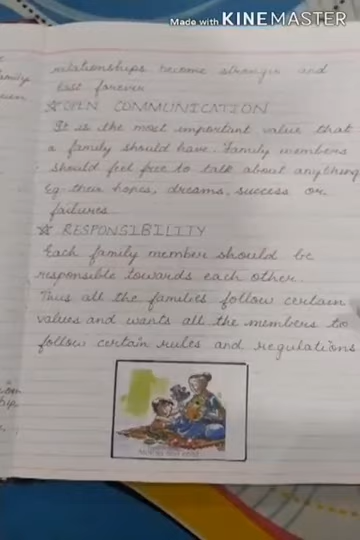 Made with KINEMASTER
relationships become stronger and
last forever
☆ OPEN COMMUNICATION
It is the most important value that
a family should have. Family members
should feel free to talk about anything
Eg their hopes, dreams, success or
failures
☆ RESPONSIBILITY
Each family member should be
responsible towards each other.
Thus all the families follow certain
values and wants all the members to
follow certain rules and regulations